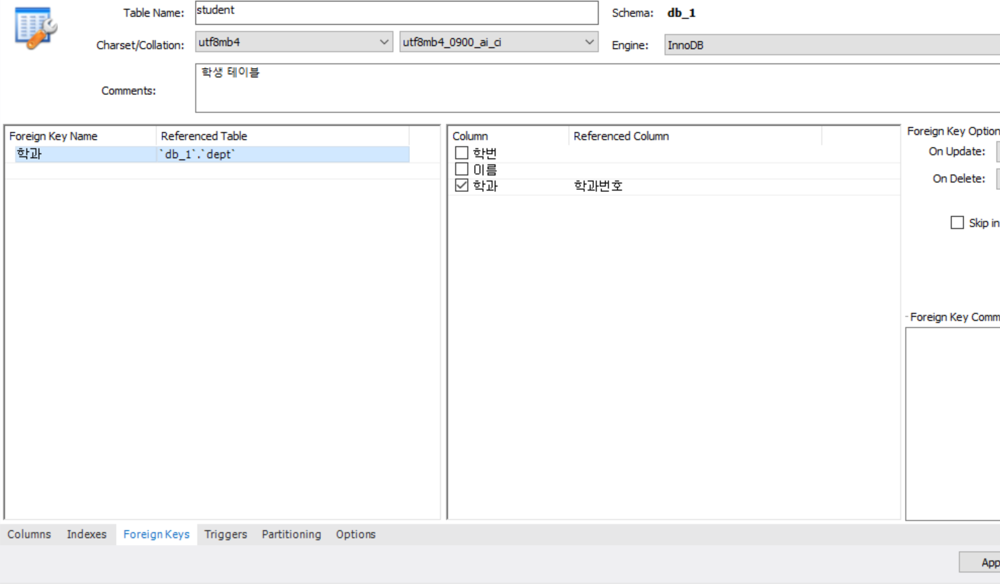 Table Name: student Schema: db_1
Charset/Collation: utf8mb4 utf8mb4_0900_ai_ci Engine: InnoDB
Comments: 학생 테이블
Foreign Key Name Referenced Table
학과 `db_1`.`dept`
Column Referenced Column
학번
이름
학과 학과번호
Foreign Key Option
On Update:
On Delete:
Skip in
Foreign Key Comm
Columns Indexes Foreign Keys Triggers Partitioning Options
App